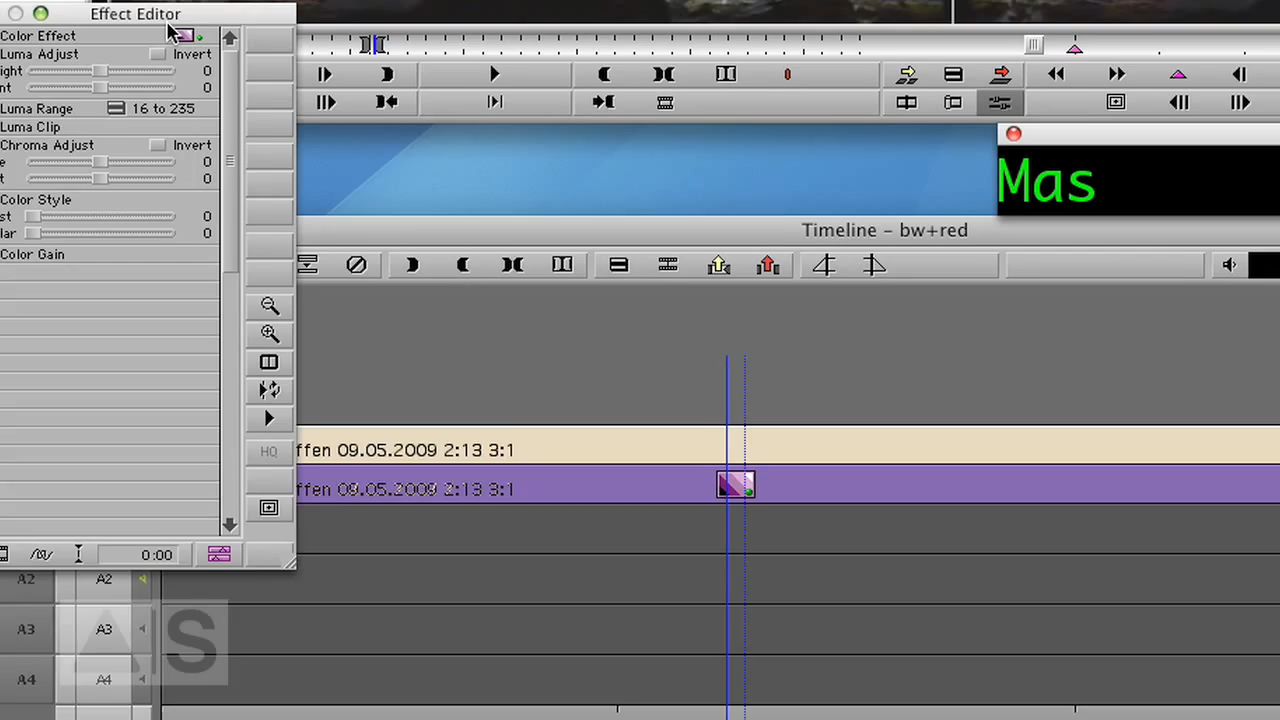 Effect Editor
Color Effect
Luma Adjust Invert
ight 0
nt 0
Luma Range 16 to 235
Luma Clip
Chroma Adjust Invert
e 0
t 0
Color Style
st 0
lar 0
Color Gain
HQ
0:00
Mas
Timeline - bw+red
ffen 09.05.2009 2:13 3:1
ffen 09.05.2009 2:13 3:1
A2 A2
A3 A3
A4 A4
A|S